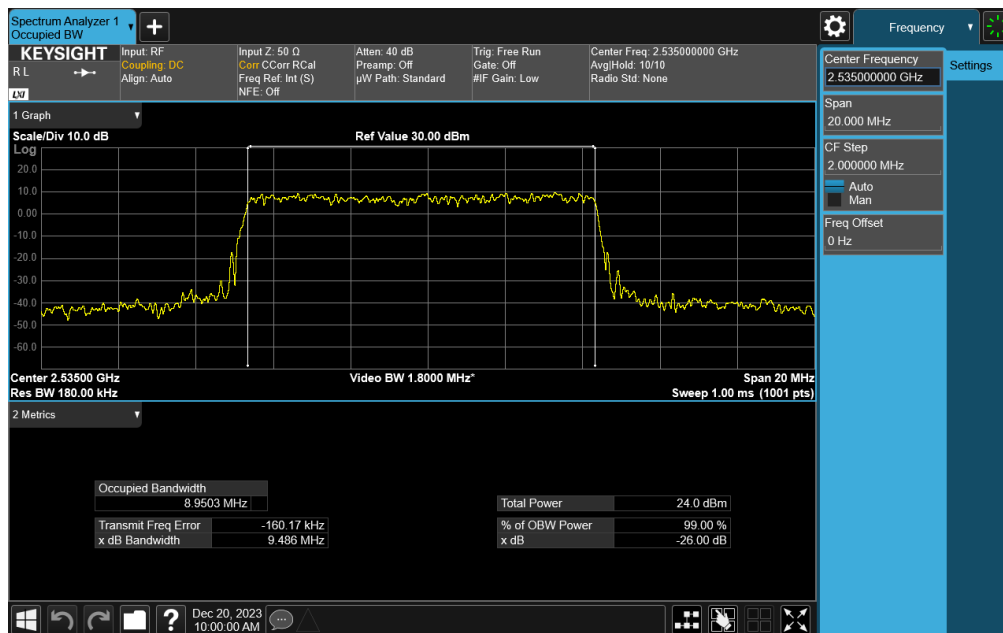 Spectrum Analyzer 1
Occupied BW
Frequency
KEYSIGHT
R L
LXI
Input: RF
Coupling: DC
Align: Auto
Input Z: 50 Ω
Corr CCorr RCal
Freq Ref: Int (S)
NFE: Off
Atten: 40 dB
Preamp: Off
µW Path: Standard
Trig: Free Run
Gate: Off
#IF Gain: Low
Center Freq: 2.535000000 GHz
Avg|Hold: 10/10
Radio Std: None
Center Frequency
2.535000000 GHz
Settings
Span
20.000 MHz
CF Step
2.000000 MHz
Auto
Man
Freq Offset
0 Hz
1 Graph
Scale/Div 10.0 dB
Ref Value 30.00 dBm
Log
20.0
10.0
0.00
-10.0
-20.0
-30.0
-40.0
-50.0
-60.0
Center 2.53500 GHz
Video BW 1.8000 MHz*
Span 20 MHz
Res BW 180.00 kHz
Sweep 1.00 ms (1001 pts)
2 Metrics
Occupied Bandwidth
8.9503 MHz
Total Power 24.0 dBm
Transmit Freq Error -160.17 kHz
% of OBW Power 99.00 %
x dB Bandwidth 9.486 MHz
x dB -26.00 dB
?
Dec 20, 2023
10:00:00 AM